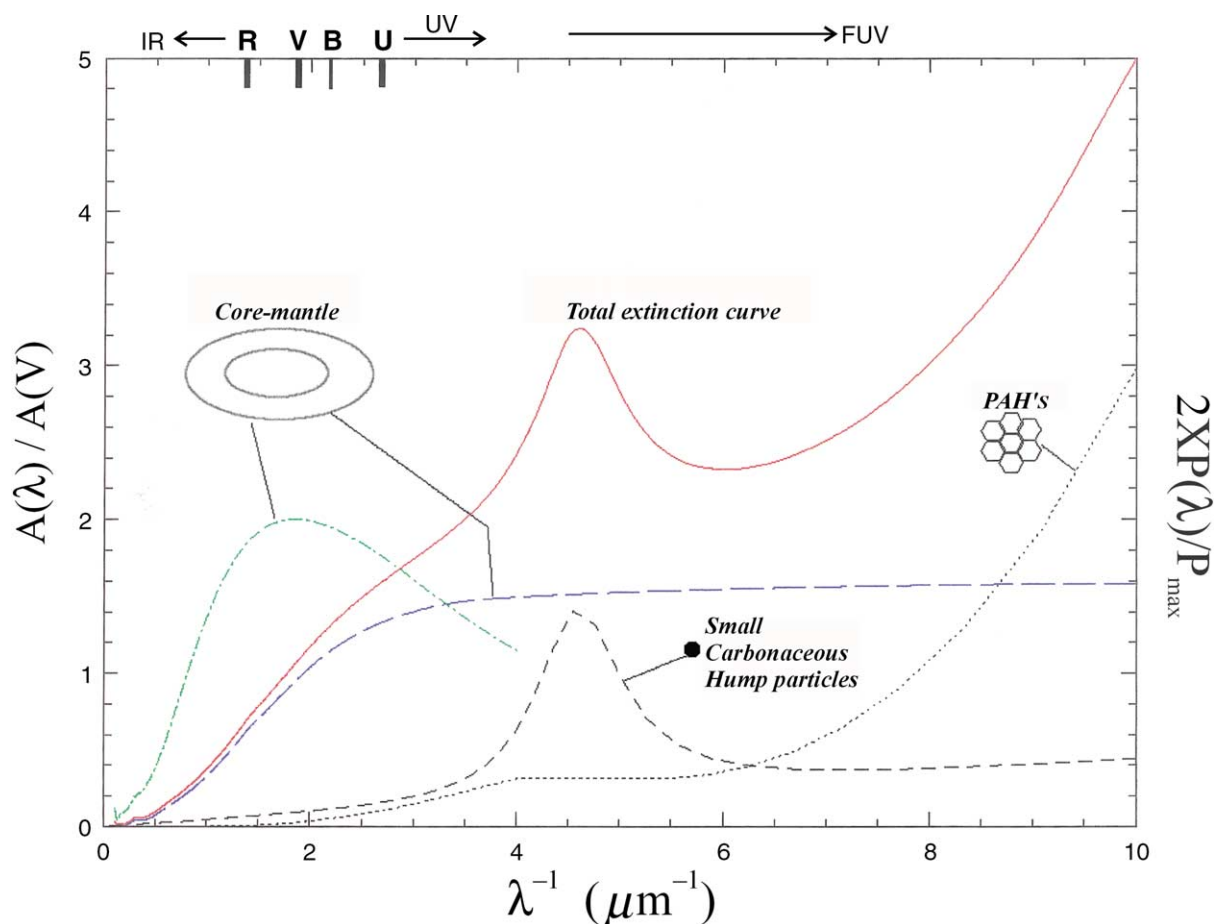 IR R V B U UV FUV
5
4
3
2
1
0
A(λ) / A(V)
Core-mantle
Total extinction curve
PAH's
Small
Carbonaceous
Hump particles
2XP(λ)/Pmax
0 2 4 6 8 10
λ⁻¹ (μm⁻¹)